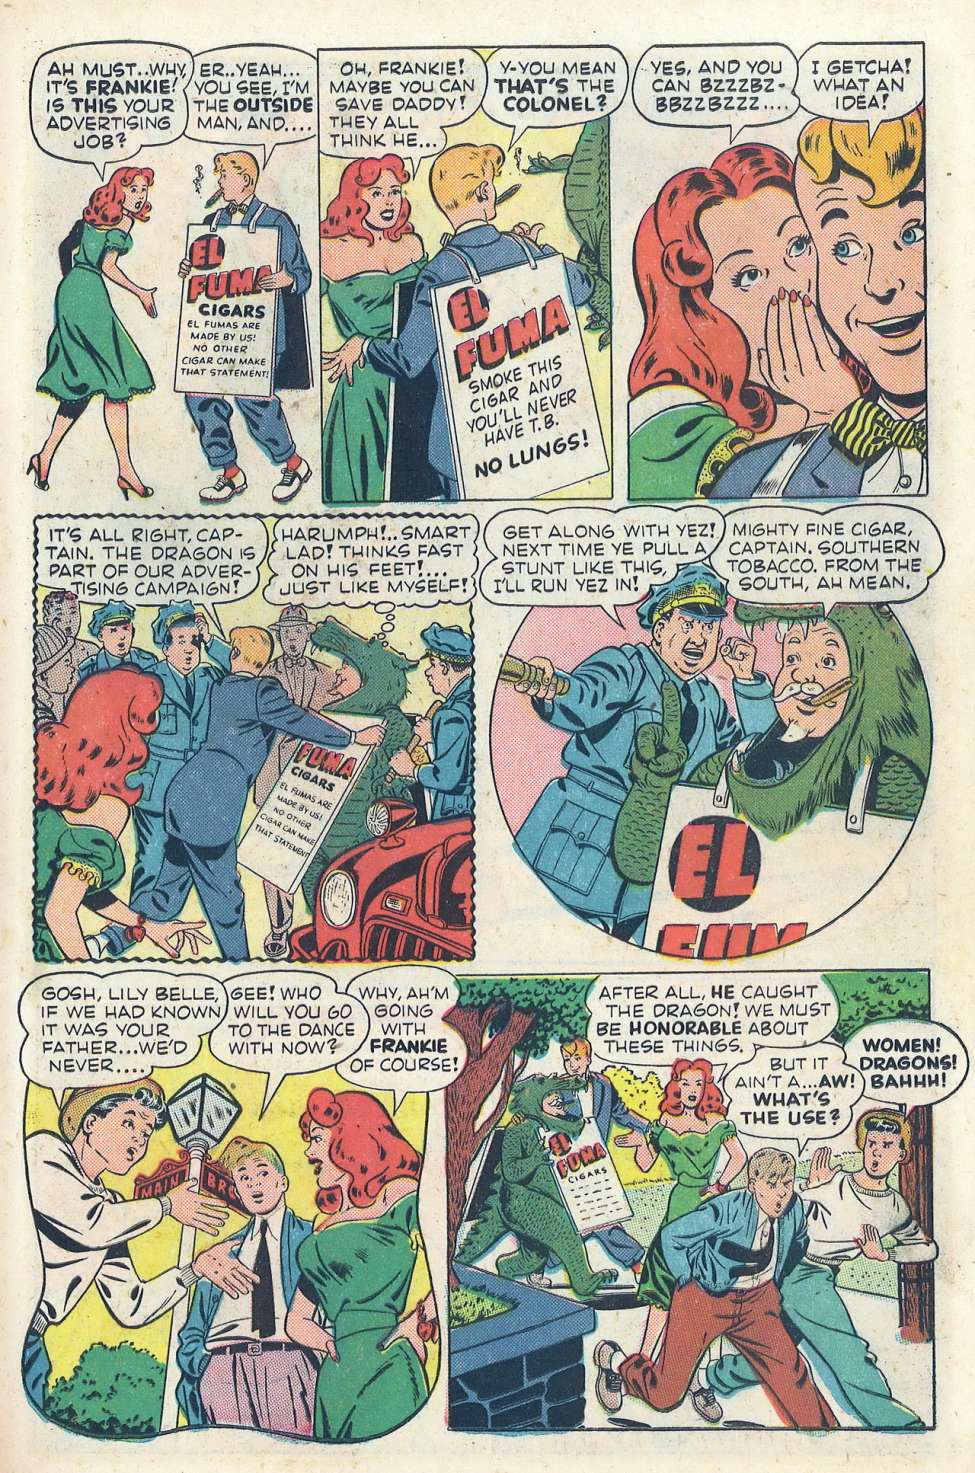 AH MUST..WHY,
IT'S FRANKIE!
IS THIS YOUR
ADVERTISING
JOB?
ER..YEAH...
YOU SEE, I'M
THE OUTSIDE
MAN, AND....
EL
FUMA
CIGARS
EL FUMAS ARE
MADE BY US!
NO OTHER
CIGAR CAN MAKE
THAT STATEMENT!
OH, FRANKIE!
MAYBE YOU CAN
SAVE DADDY!
THEY ALL
THINK HE...
Y-YOU MEAN
THAT'S THE
COLONEL?
EL
FUMA
SMOKE THIS
CIGAR AND
YOU'LL NEVER
HAVE T.B.
NO LUNGS!
YES, AND YOU
CAN BZZZBZ-
BBZZBZZZ....
I GETCHA!
WHAT AN
IDEA!
IT'S ALL RIGHT, CAP-
TAIN. THE DRAGON IS
PART OF OUR ADVER-
TISING CAMPAIGN!
HARUMPH!.. SMART
LAD! THINKS FAST
ON HIS FEET!...
JUST LIKE MYSELF!
FUMA
CIGARS
EL FUMAS ARE
MADE BY US!
NO OTHER
CIGAR CAN MAKE
THAT STATEMENT
GET ALONG WITH YEZ!
NEXT TIME YE PULL A
STUNT LIKE THIS,
I'LL RUN YEZ IN!
MIGHTY FINE CIGAR,
CAPTAIN. SOUTHERN
TOBACCO. FROM THE
SOUTH, AH MEAN.
EL
FUM
GOSH, LILY BELLE,
IF WE HAD KNOWN
IT WAS YOUR
FATHER...WE'D
NEVER.....
GEE! WHO
WILL YOU GO
TO THE DANCE
WITH NOW?
WHY, AH'M
GOING
WITH
FRANKIE
OF COURSE!
MAIN
BRO
AFTER ALL, HE CAUGHT
THE DRAGON! WE MUST
BE HONORABLE ABOUT
THESE THINGS.
BUT IT
AIN'T A...AW!
WHAT'S
THE USE?
WOMEN!
DRAGONS!
BAHHH!
EL
FUMA
CIGARS